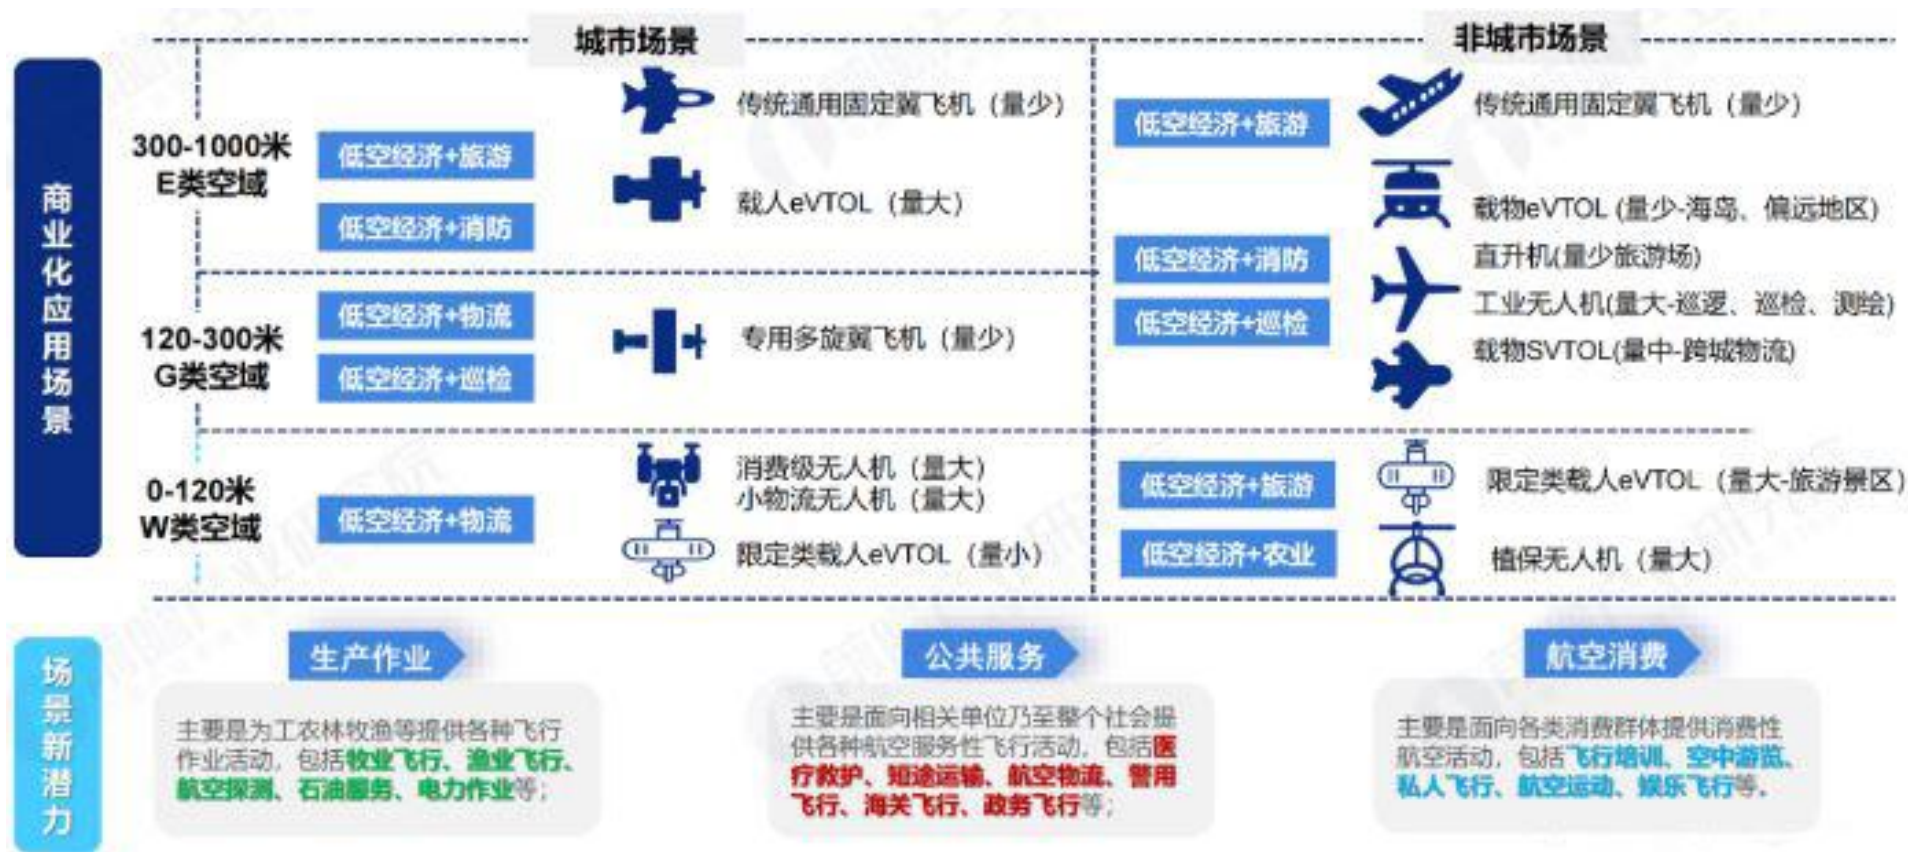 城市场景
非城市场景
商业化应用场景
300-1000米
E类空域
低空经济+旅游
低空经济+消防
传统通用固定翼飞机（量少）
载人eVTOL（量大）
120-300米
G类空域
低空经济+物流
低空经济+巡检
专用多旋翼飞机（量少）
低空经济+旅游
低空经济+消防
低空经济+巡检
传统通用固定翼飞机（量少）
载物eVTOL (量少-海岛、偏远地区)
直升机(量少旅游场)
工业无人机(量大-巡逻、巡检、测绘)
载物SVTOL(量中-跨城物流)
0-120米
W类空域
低空经济+物流
消费级无人机（量大）
小物流无人机（量大）
限定类载人eVTOL（量小）
低空经济+旅游
低空经济+农业
限定类载人eVTOL（量大-旅游景区）
植保无人机（量大）
场景新潜力
生产作业
主要是为工农林牧渔等提供各种飞行
作业活动，包括牧业飞行、渔业飞行、
航空探测、石油服务、电力作业等；
公共服务
主要是面向相关单位乃至整个社会提
供各种航空服务性飞行活动，包括医
疗救护、短途运输、航空物流、警用
飞行、海关飞行、政务飞行等；
航空消费
主要是面向各类消费群体提供消费性
航空活动，包括飞行培训、空中游览、
私人飞行、航空运动、娱乐飞行等。